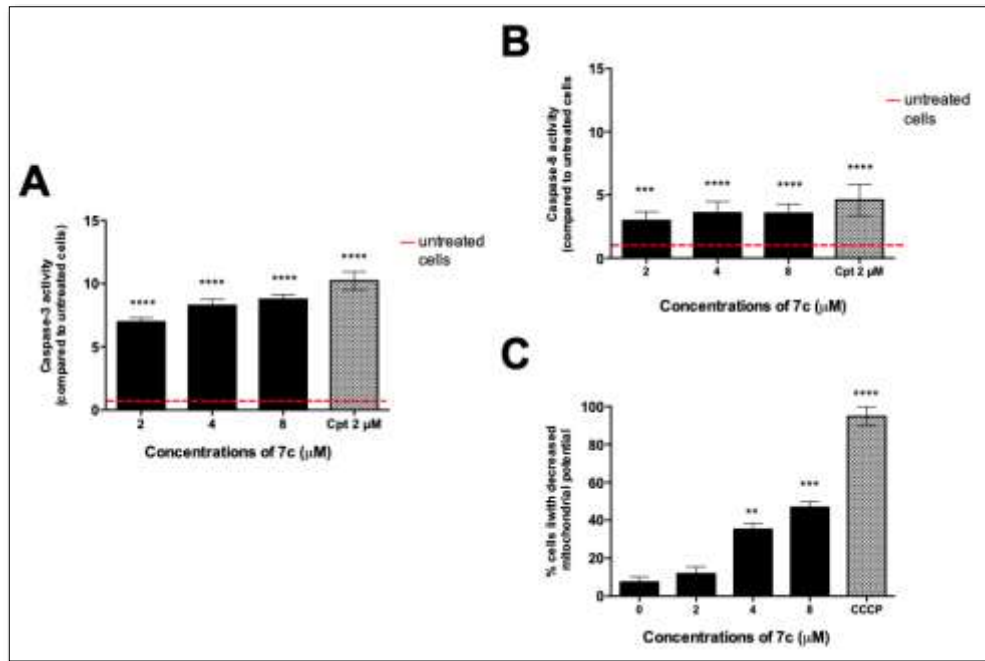 A
Caspase-3 activity
(compared to untreated cells)
15
10
5
0
****
****
****
****
untreated
cells
2
4
8
Cpt 2 µM
Concentrations of 7c (µM)
B
Caspase-8 activity
(compared to untreated cells
15
10
5
0
***
****
****
****
untreated
cells
2
4
8
Cpt 2 µM
Concentrations of 7c (µM)
C
% cells liwith decreased
mitochondrial potential
100
80
60
40
20
0
**
***
****
0
2
4
8
CCCP
Concentrations of 7c (µM)